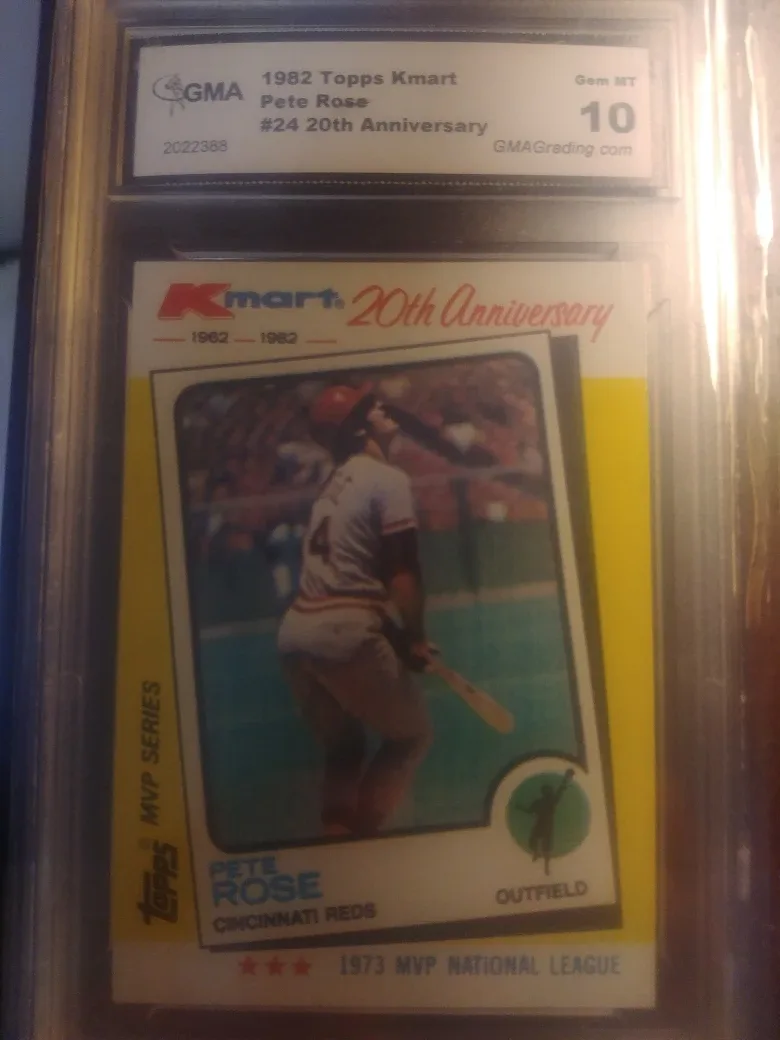 GMA
1982 Topps Kmart
Pete Rose
#24 20th Anniversary
Gem MT
10
2022388
GMAGrading.com
Kmart® 20th Anniversary
1962 — 1982
TOPPS® MVP SERIES
4
PETE
ROSE
CINCINNATI REDS
OUTFIELD
★★★ 1973 MVP NATIONAL LEAGUE